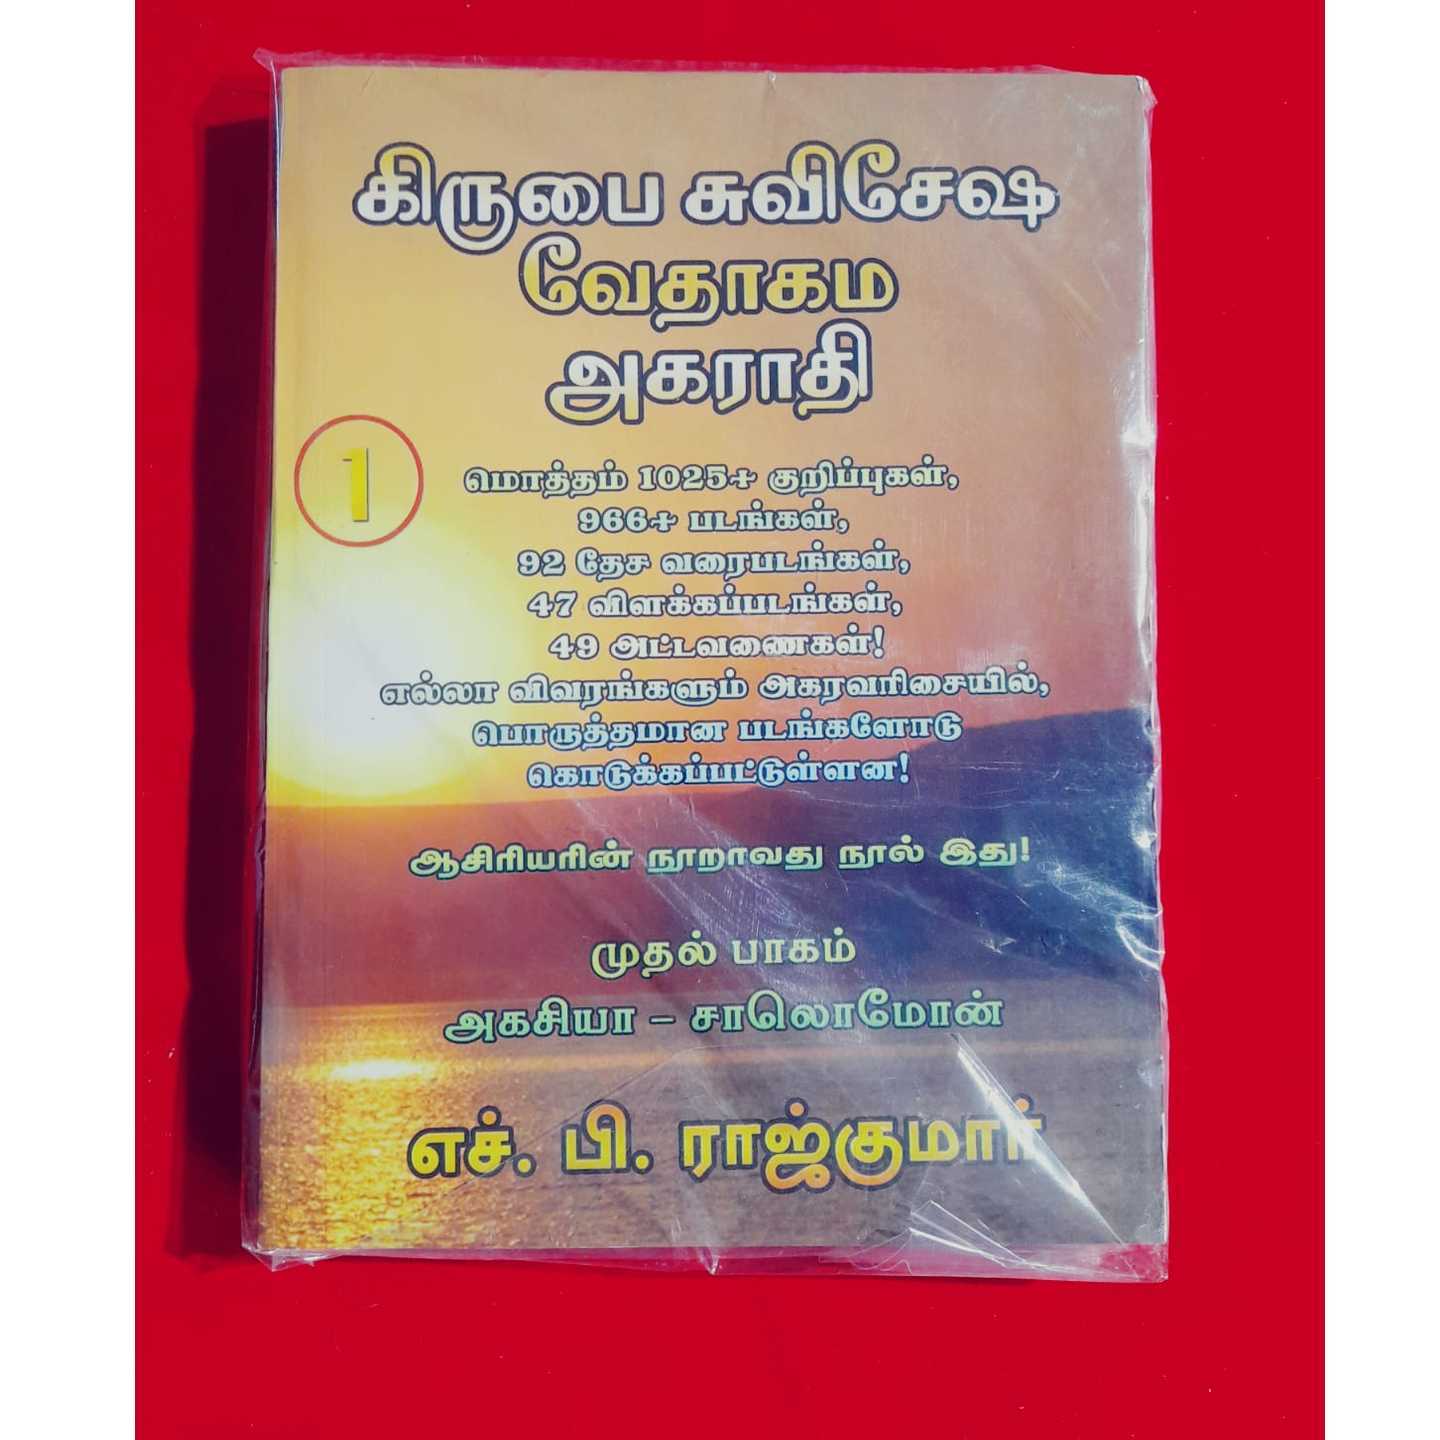 கிருபை சுவிசேஷ
வேதாகம
அகராதி
1
மொத்தம் 1025+ குறிப்புகள்,
966+ படங்கள்,
92 தேச வரைபடங்கள்,
47 விளக்கப்படங்கள்,
49 அட்டவணைகள்!
எல்லா விவரங்களும் அகரவரிசையில்,
பொருத்தமான படங்களோடு
கொடுக்கப்பட்டுள்ளன!
ஆசிரியரின் நூறாவது நூல் இது!
முதல் பாகம்
அகசியா – சாலொமோன்
எச். பி. ராஜ்குமார்